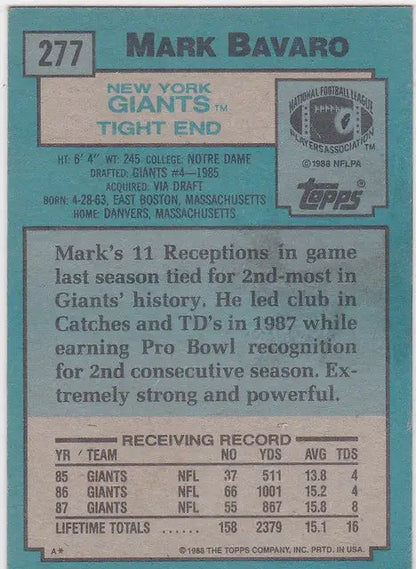 277
MARK BAVARO
NEW YORK
GIANTS™
TIGHT END
NATIONAL FOOTBALL LEAGUE
PLAYERS ASSOCIATION™
©1988 NFLPA
topps®
HT: 6' 4" WT: 245 COLLEGE: NOTRE DAME
DRAFTED: GIANTS #4—1985
ACQUIRED: VIA DRAFT
BORN: 4-28-63, EAST BOSTON, MASSACHUSETTS
HOME: DANVERS, MASSACHUSETTS
Mark's 11 Receptions in game
last season tied for 2nd-most in
Giants' history. He led club in
Catches and TD's in 1987 while
earning Pro Bowl recognition
for 2nd consecutive season. Ex-
tremely strong and powerful.
RECEIVING RECORD
YR TEAM NO YDS AVG TDS
85 GIANTS NFL 37 511 13.8 4
86 GIANTS NFL 66 1001 15.2 4
87 GIANTS NFL 55 867 15.8 8
LIFETIME TOTALS ...... 158 2379 15.1 16
A* ©1988 THE TOPPS COMPANY, INC. PRTD. IN USA.